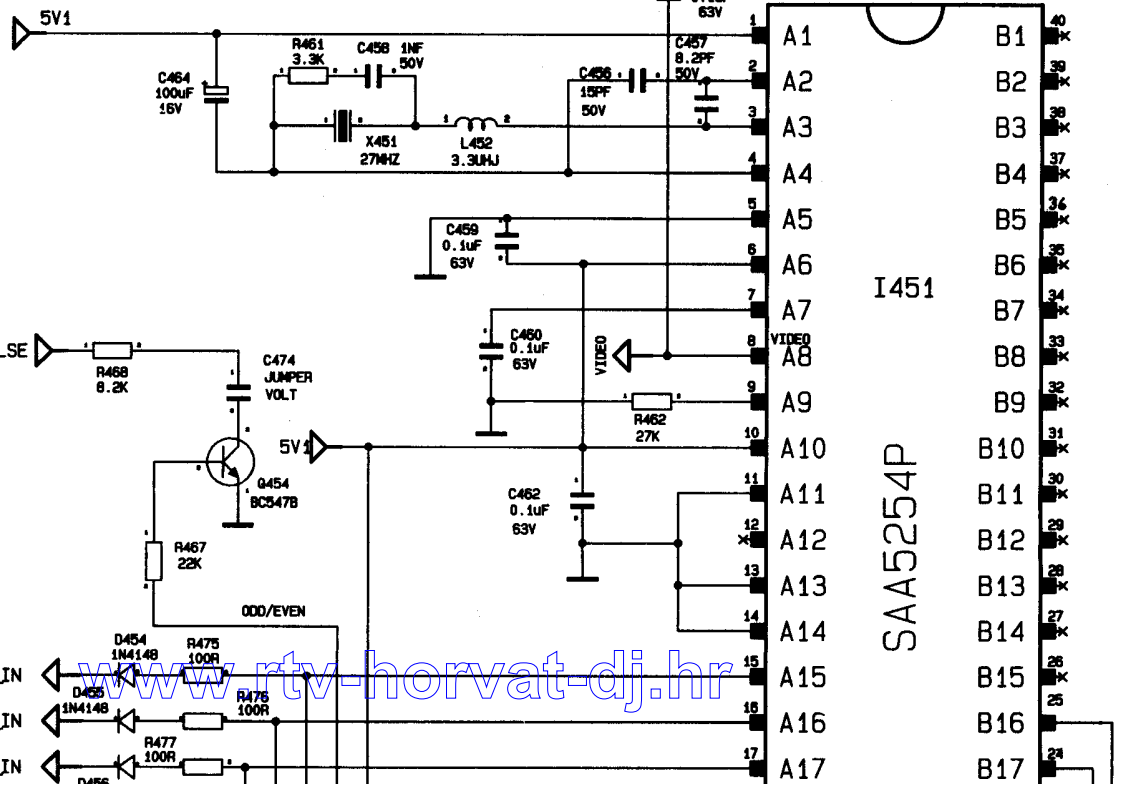 5V1
C464
100uF
16V
R461
3.3K
C458 1NF
50V
X451
27MHZ
L452
3.3UHJ
C456
15PF
50V
C457
8.2PF
50V
63V
C459
0.1uF
63V
C460
0.1uF
63V
VIDEO
R462
27K
5V1
C462
0.1uF
63V
_SE
R468
8.2K
C474
JUMPER
VOLT
Q454
BC547B
R467
22K
ODD/EVEN
D454
1N4148
R475
100R
_IN
D455
1N4148
R476
100R
_IN
R477
100R
_IN
D456
www.rtv-horvat-dj.hr
I451
SAA5254P
VIDEO
1 A1 B1 40
2 A2 B2 39
3 A3 B3 38
4 A4 B4 37
5 A5 B5 36
6 A6 B6 35
7 A7 B7 34
8 A8 B8 33
9 A9 B9 32
10 A10 B10 31
11 A11 B11 30
12 A12 B12 29
13 A13 B13 28
14 A14 B14 27
15 A15 B15 26
16 A16 B16 25
17 A17 B17 24